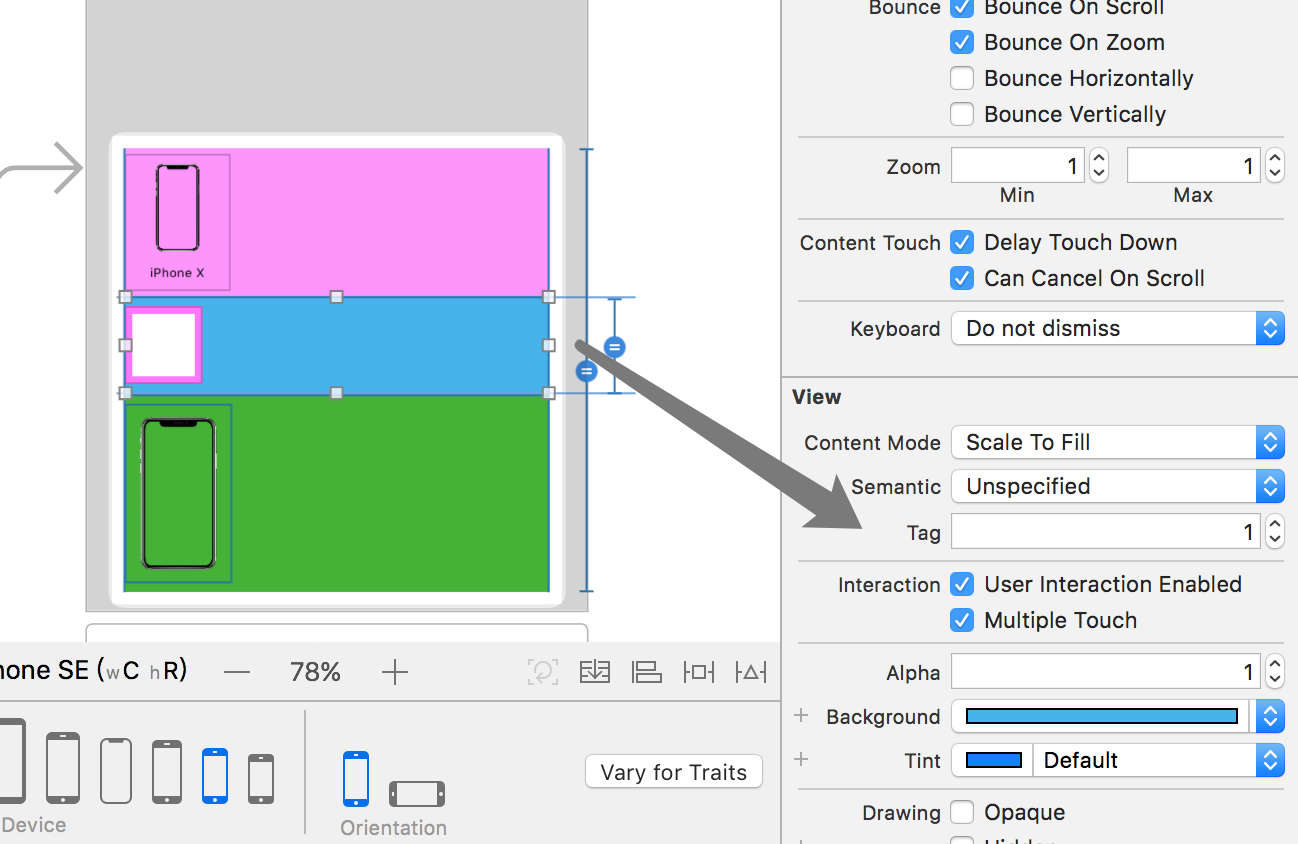 Bounce Bounce On Scroll
Bounce On Zoom
Bounce Horizontally
Bounce Vertically
Zoom 1 1
Min Max
Content Touch Delay Touch Down
Can Cancel On Scroll
Keyboard Do not dismiss
View
Content Mode Scale To Fill
Semantic Unspecified
Tag 1
Interaction User Interaction Enabled
Multiple Touch
Alpha 1
Background
Tint Default
Drawing Opaque
Hidden
iPhone X
hone SE (wC hR)
78%
Vary for Traits
Device
Orientation